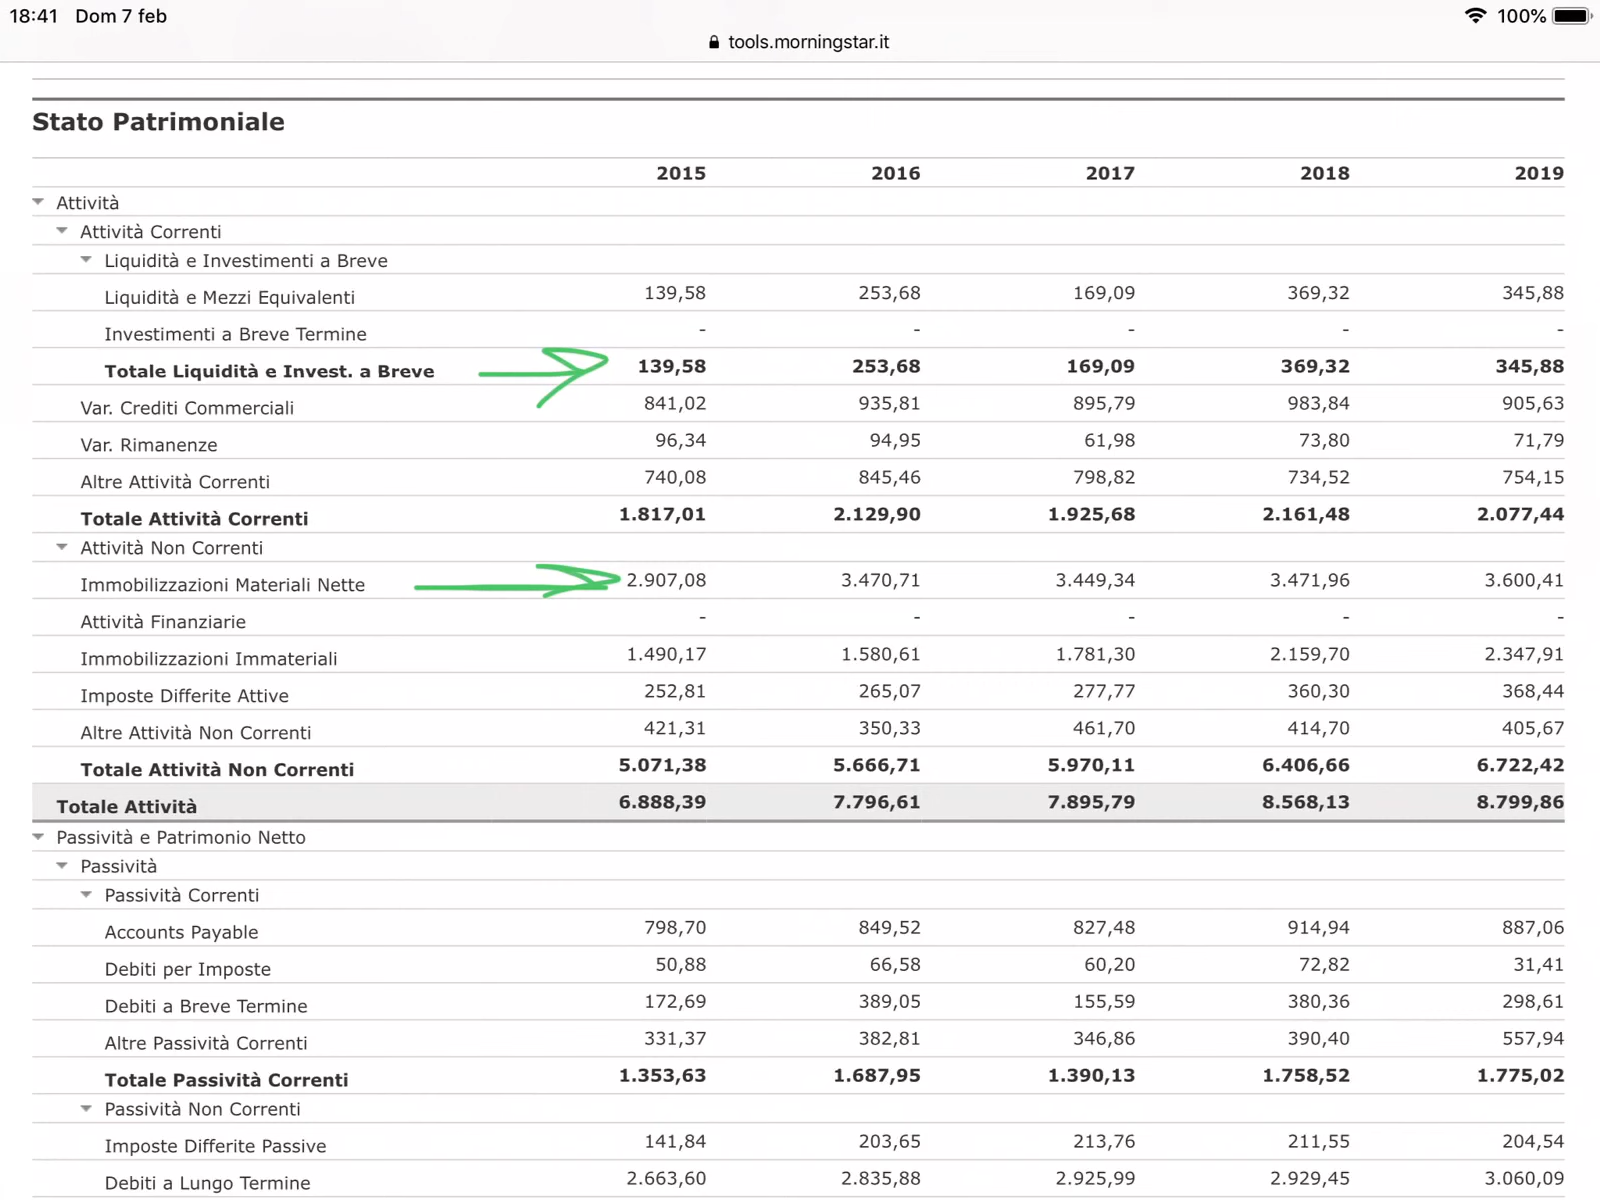 18:41 Dom 7 feb 100%
tools.morningstar.it
Stato Patrimoniale
2015 2016 2017 2018 2019
Attività
Attività Correnti
Liquidità e Investimenti a Breve
Liquidità e Mezzi Equivalenti 139,58 253,68 169,09 369,32 345,88
Investimenti a Breve Termine - - - - -
Totale Liquidità e Invest. a Breve 139,58 253,68 169,09 369,32 345,88
Var. Crediti Commerciali 841,02 935,81 895,79 983,84 905,63
Var. Rimanenze 96,34 94,95 61,98 73,80 71,79
Altre Attività Correnti 740,08 845,46 798,82 734,52 754,15
Totale Attività Correnti 1.817,01 2.129,90 1.925,68 2.161,48 2.077,44
Attività Non Correnti
Immobilizzazioni Materiali Nette 2.907,08 3.470,71 3.449,34 3.471,96 3.600,41
Attività Finanziarie - - - - -
Immobilizzazioni Immateriali 1.490,17 1.580,61 1.781,30 2.159,70 2.347,91
Imposte Differite Attive 252,81 265,07 277,77 360,30 368,44
Altre Attività Non Correnti 421,31 350,33 461,70 414,70 405,67
Totale Attività Non Correnti 5.071,38 5.666,71 5.970,11 6.406,66 6.722,42
Totale Attività 6.888,39 7.796,61 7.895,79 8.568,13 8.799,86
Passività e Patrimonio Netto
Passività
Passività Correnti
Accounts Payable 798,70 849,52 827,48 914,94 887,06
Debiti per Imposte 50,88 66,58 60,20 72,82 31,41
Debiti a Breve Termine 172,69 389,05 155,59 380,36 298,61
Altre Passività Correnti 331,37 382,81 346,86 390,40 557,94
Totale Passività Correnti 1.353,63 1.687,95 1.390,13 1.758,52 1.775,02
Passività Non Correnti
Imposte Differite Passive 141,84 203,65 213,76 211,55 204,54
Debiti a Lungo Termine 2.663,60 2.835,88 2.925,99 2.929,45 3.060,09